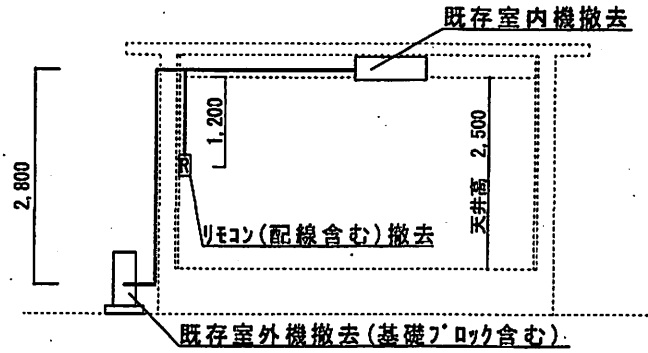 既存室内機撤去
2,800
1,200
天井高 2,500
R
リモコン(配線含む)撤去
既存室外機撤去(基礎ブロック含む)